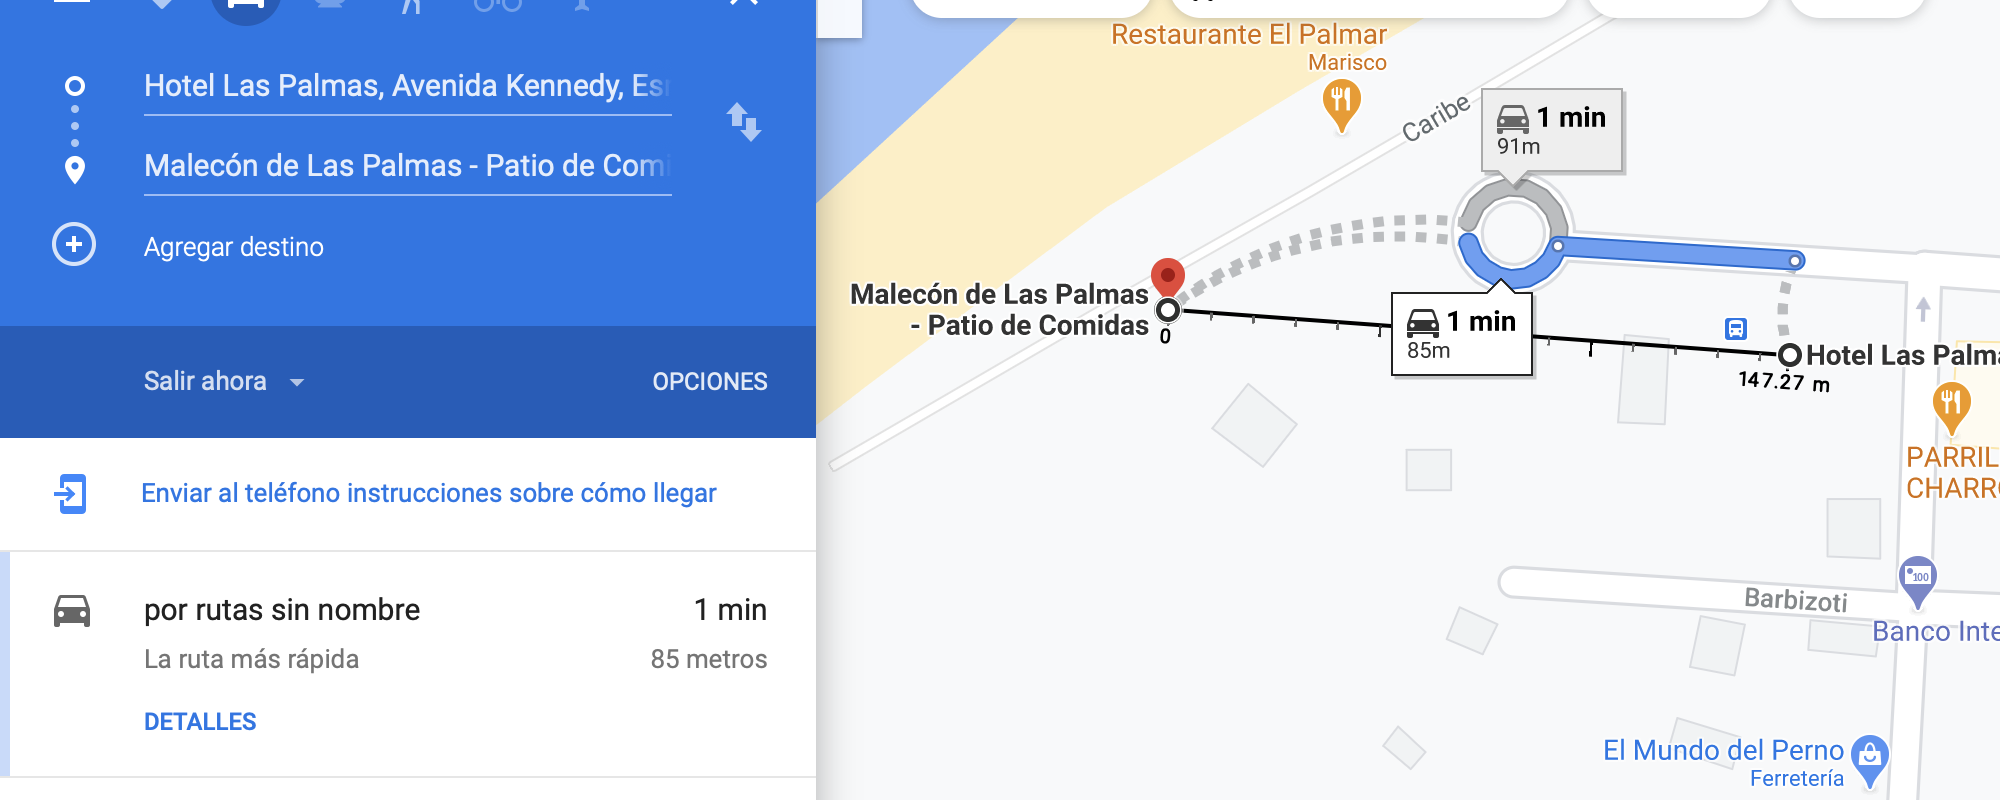 Hotel Las Palmas, Avenida Kennedy, Es
Malecón de Las Palmas - Patio de Comi
Agregar destino
Salir ahora
OPCIONES
Enviar al teléfono instrucciones sobre cómo llegar
por rutas sin nombre
1 min
La ruta más rápida
85 metros
DETALLES
Restaurante El Palmar
Marisco
Caribe
1 min
91m
Malecón de Las Palmas
- Patio de Comidas
0
1 min
85m
Hotel Las Palma
147.27 m
PARRIL
CHARR
Barbizoti
100
Banco Inte
El Mundo del Perno
Ferretería